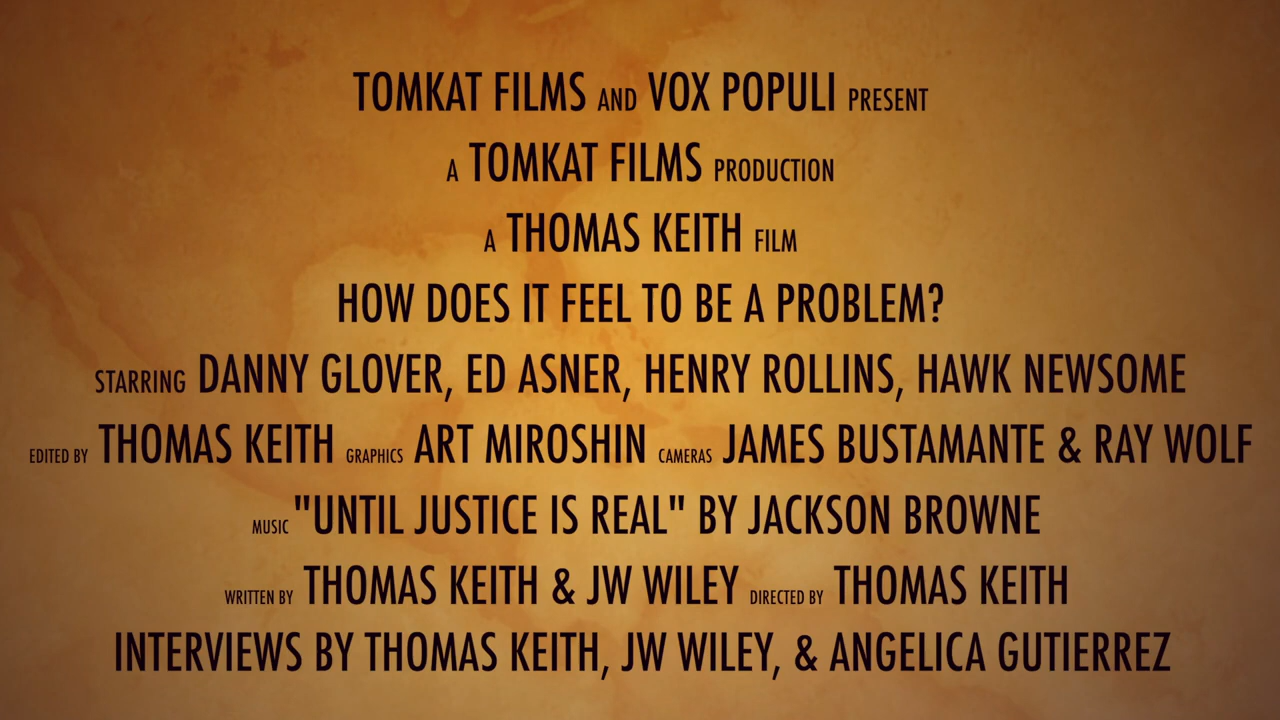 TOMKAT FILMS AND VOX POPULI PRESENT
A TOMKAT FILMS PRODUCTION
A THOMAS KEITH FILM
HOW DOES IT FEEL TO BE A PROBLEM?
STARRING DANNY GLOVER, ED ASNER, HENRY ROLLINS, HAWK NEWSOME
EDITED BY THOMAS KEITH GRAPHICS ART MIROSHIN CAMERAS JAMES BUSTAMANTE & RAY WOLF
MUSIC "UNTIL JUSTICE IS REAL" BY JACKSON BROWNE
WRITTEN BY THOMAS KEITH & JW WILEY DIRECTED BY THOMAS KEITH
INTERVIEWS BY THOMAS KEITH, JW WILEY, & ANGELICA GUTIERREZ